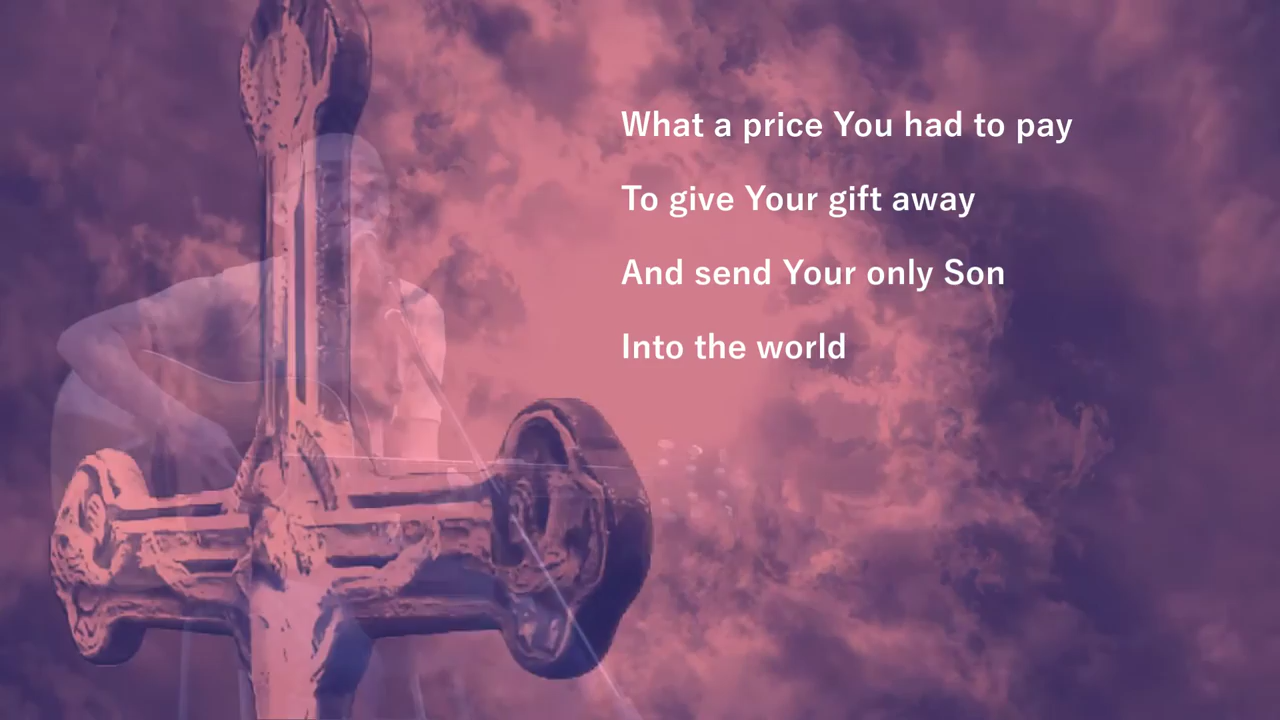 What a price You had to pay
To give Your gift away
And send Your only Son
Into the world